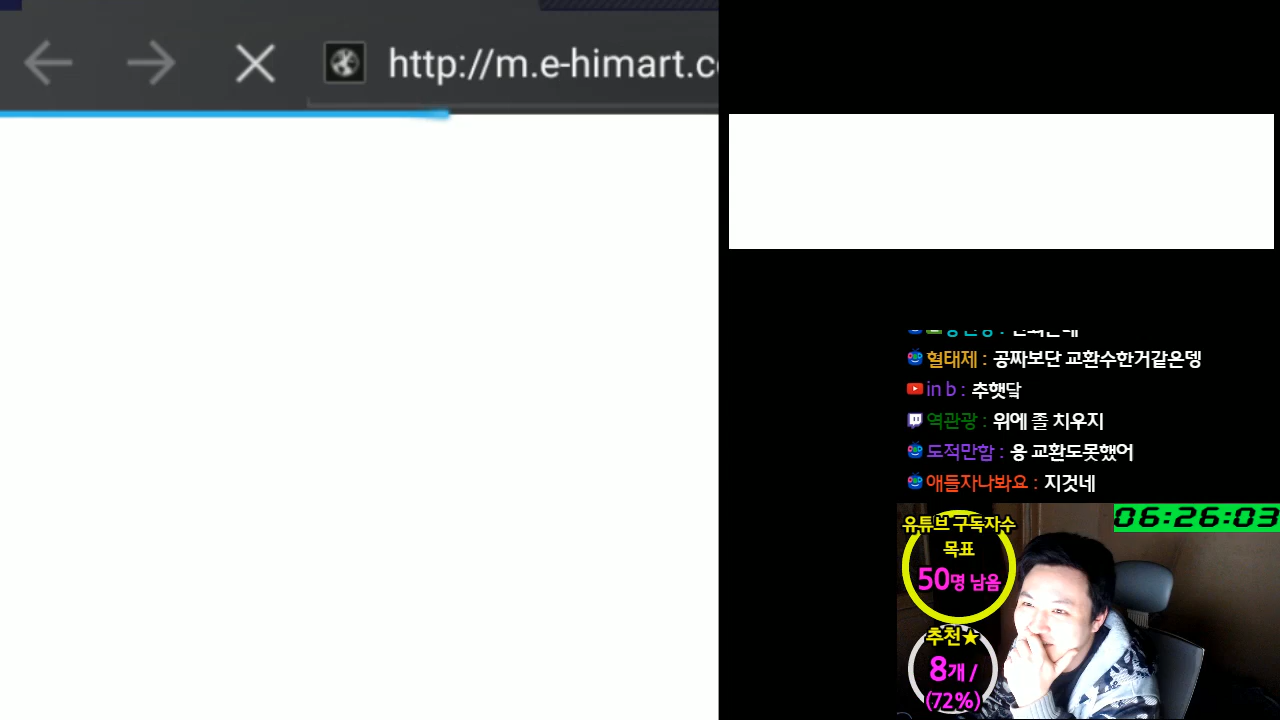 http://m.e-himart.c
혈태제 : 공짜보단 교환수한거같은뎅
in b : 추햇닼
역관광 : 위에 졸 치우지
도적만함 : 응 교환도못했어
애들자나봐요 : 지것네
06:26:03
유튜브 구독자수
목표
50명 남음
추천★
8개 /
(72%)